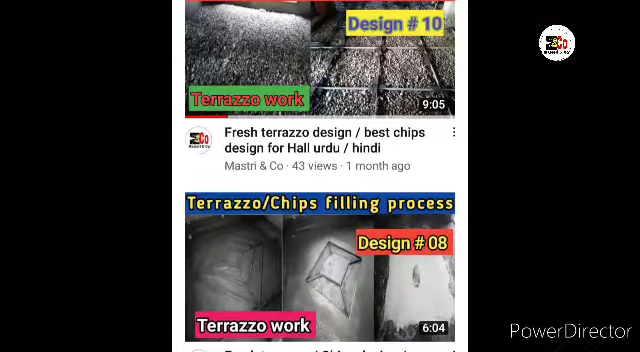 Design # 10
Terrazzo work
9:05
Fresh terrazzo design / best chips
design for Hall urdu / hindi
Mastri & Co · 43 views · 1 month ago
Terrazzo/Chips filling process
Design # 08
Terrazzo work
6:04
PowerDirector